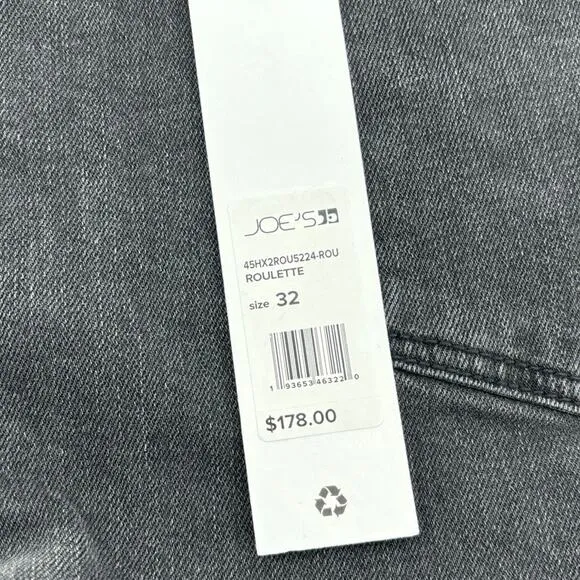 JOE'S
45HX2ROU5224-ROU
ROULETTE
size 32
1 93653 46322 0
$178.00